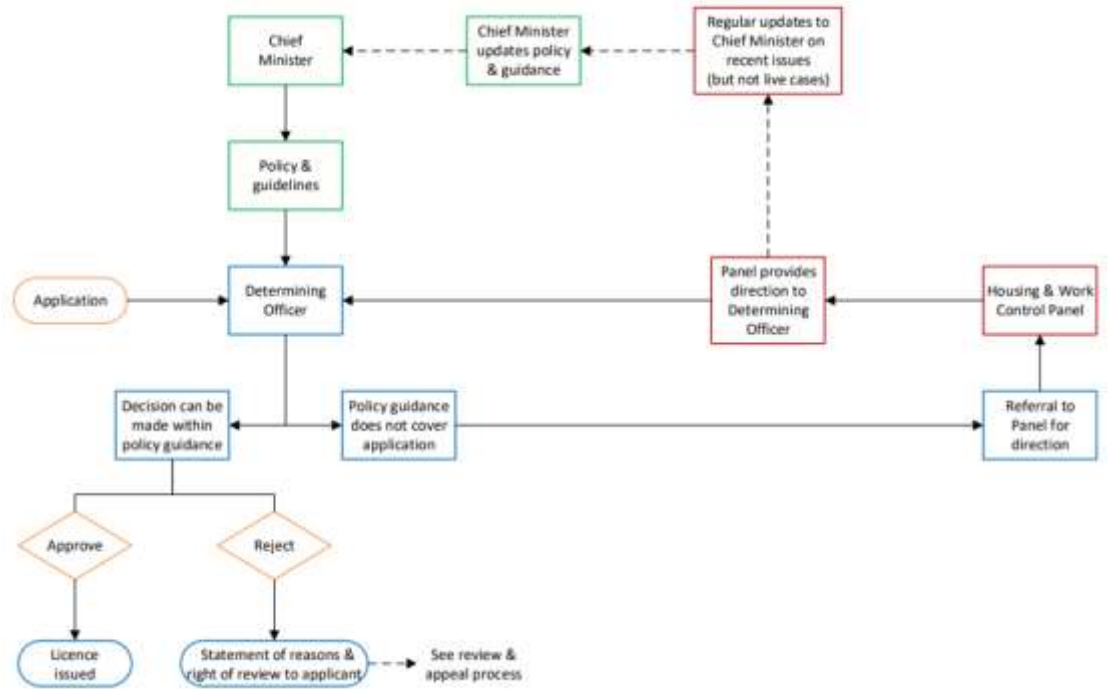 Chief
Minister
Chief Minister
updates policy
& guidance
Regular updates to
Chief Minister on
recent issues
(but not live cases)
Policy &
guidelines
Application
Determining
Officer
Panel provides
direction to
Determining
Officer
Housing & Work
Control Panel
Decision can be
made within
policy guidance
Policy guidance
does not cover
application
Referral to
Panel for
direction
Approve
Reject
Licence
issued
Statement of reasons &
right of review to applicant
See review &
appeal process